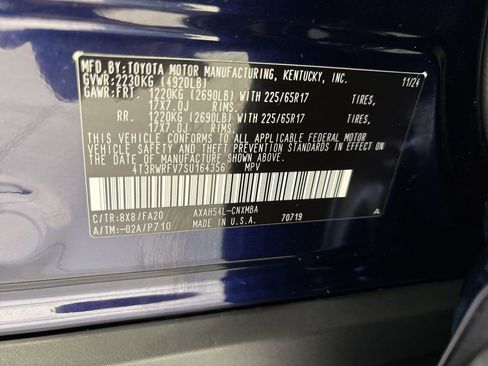 MFD.BY:TOYOTA MOTOR MANUFACTURING, KENTUCKY, INC.
GVWR:2230KG (4920LB) 11/24
GAWR:FRT. 1220KG (2690LB) WITH 225/65R17 TIRES,
17X7.0J RIMS.
RR. 1220KG (2690LB) WITH 225/65R17 TIRES,
17X7.0J RIMS.
THIS VEHICLE CONFORMS TO ALL APPLICABLE FEDERAL MOTOR
VEHICLE SAFETY, BUMPER, AND THEFT PREVENTION
STANDARDS IN EFFECT ON THE DATE OF MANUFACTURE
SHOWN ABOVE.
4T3RWRFV7SU164356 MPV
C/TR:8X8/FA20 AXAH54L-CNXMBA A
A/TM:-02A/P710 MADE IN U.S.A. 70719